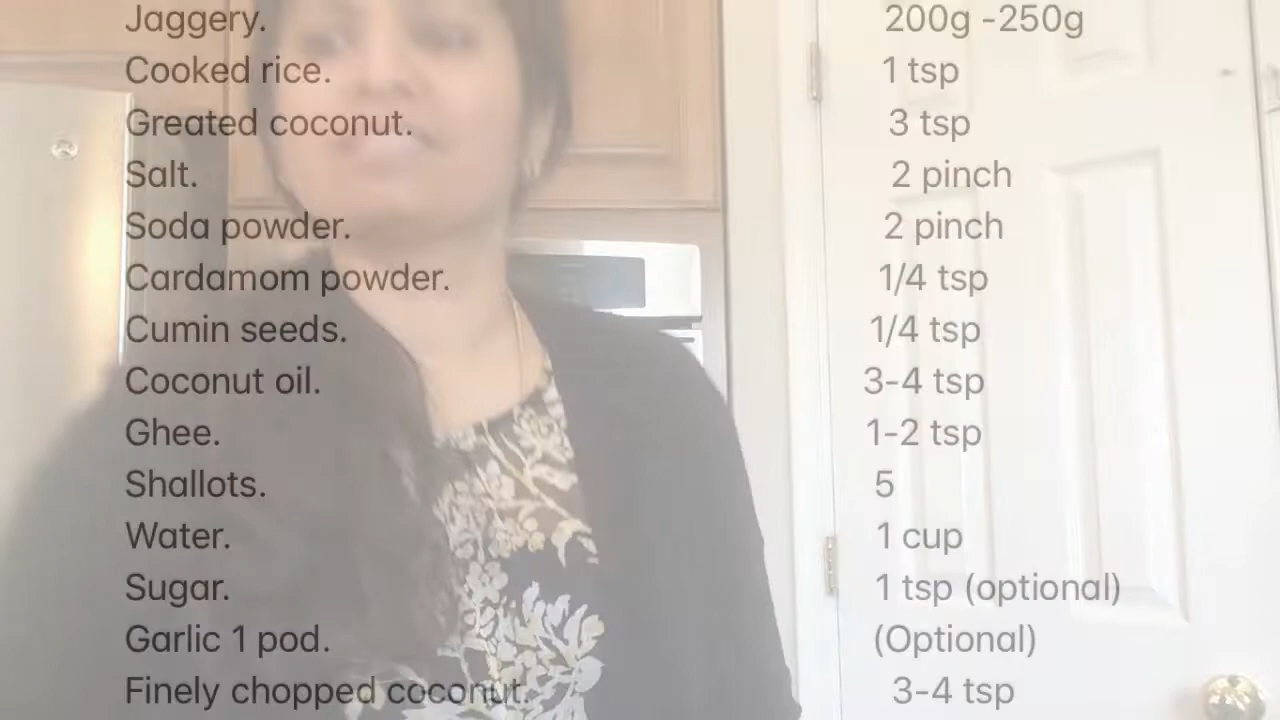 Jaggery. 200g -250g
Cooked rice. 1 tsp
Greated coconut. 3 tsp
Salt. 2 pinch
Soda powder. 2 pinch
Cardamom powder. 1/4 tsp
Cumin seeds. 1/4 tsp
Coconut oil. 3-4 tsp
Ghee. 1-2 tsp
Shallots. 5
Water. 1 cup
Sugar. 1 tsp (optional)
Garlic 1 pod. (Optional)
Finely chopped coconut. 3-4 tsp